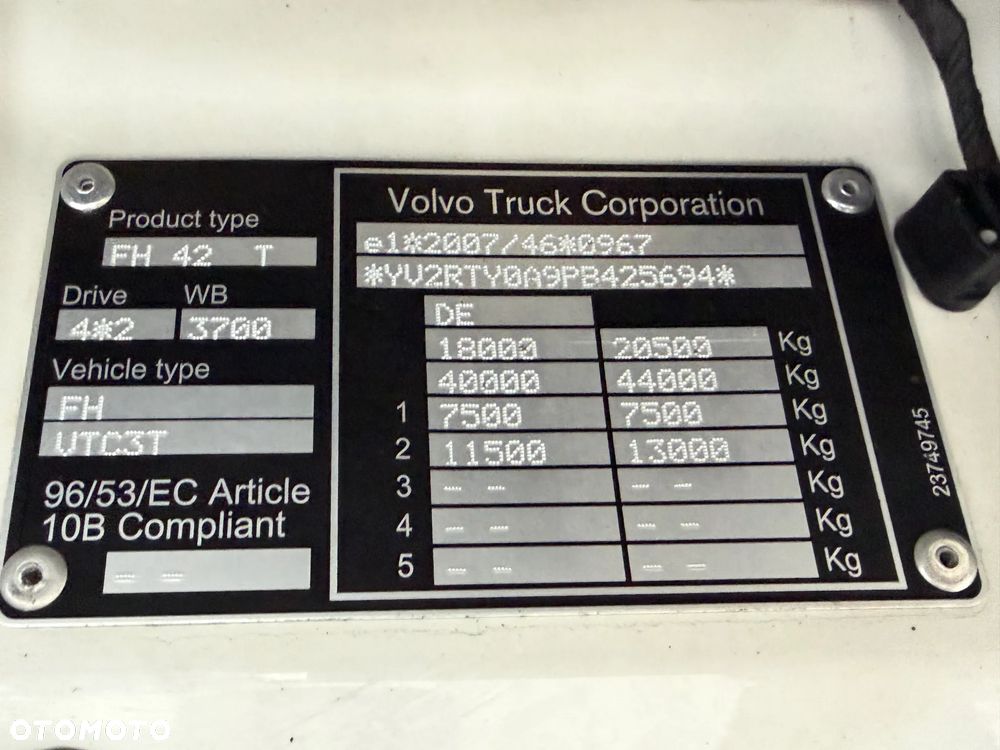 Product type
FH 42 T
Drive WB
4*2 3700
Vehicle type
FH
VTC3T
96/53/EC Article
10B Compliant
-- --
Volvo Truck Corporation
e1*2007/46*0967
*YV2RTY0A9PB425694*
DE
18000 20500 Kg
40000 44000 Kg
1 7500 7500 Kg
2 11500 13000 Kg
3 -- -- -- -- Kg
4 -- -- -- -- Kg
5 -- -- -- -- Kg
23749745
OTOMOTO